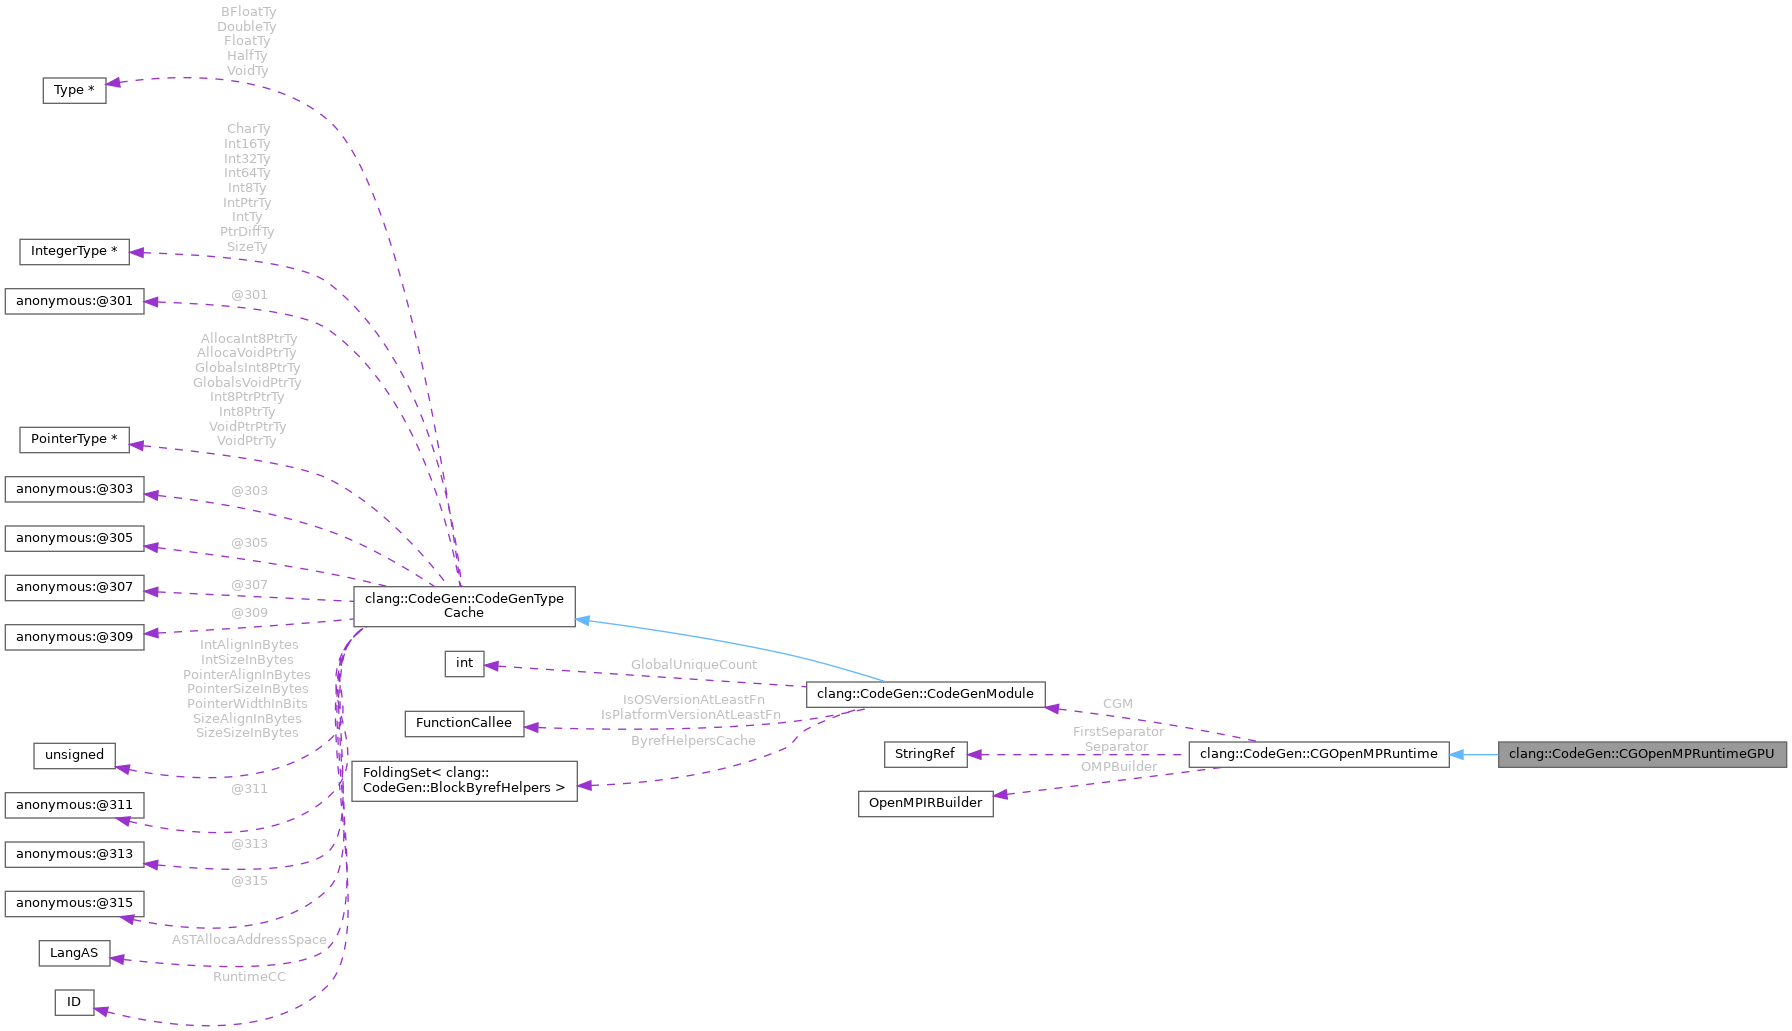 BFloatTy
DoubleTy
FloatTy
HalfTy
VoidTy
Type *
CharTy
Int16Ty
Int32Ty
Int64Ty
Int8Ty
IntPtrTy
IntTy
PtrDiffTy
SizeTy
IntegerType *
@301
anonymous:@301
AllocaInt8PtrTy
AllocaVoidPtrTy
GlobalsInt8PtrTy
GlobalsVoidPtrTy
Int8PtrPtrTy
Int8PtrTy
VoidPtrPtrTy
VoidPtrTy
PointerType *
@303
anonymous:@303
@305
anonymous:@305
@307
anonymous:@307
@309
anonymous:@309
clang::CodeGen::CodeGenType
Cache
IntAlignInBytes
IntSizeInBytes
PointerAlignInBytes
PointerSizeInBytes
PointerWidthInBits
SizeAlignInBytes
SizeSizeInBytes
unsigned
@311
anonymous:@311
@313
anonymous:@313
@315
anonymous:@315
ASTAllocaAddressSpace
LangAS
RuntimeCC
ID
int
GlobalUniqueCount
FunctionCallee
IsOSVersionAtLeastFn
IsPlatformVersionAtLeastFn
ByrefHelpersCache
FoldingSet< clang::
CodeGen::BlockByrefHelpers >
clang::CodeGen::CodeGenModule
CGM
StringRef
FirstSeparator
Separator
OMPBuilder
OpenMPIRBuilder
clang::CodeGen::CGOpenMPRuntime
clang::CodeGen::CGOpenMPRuntimeGPU